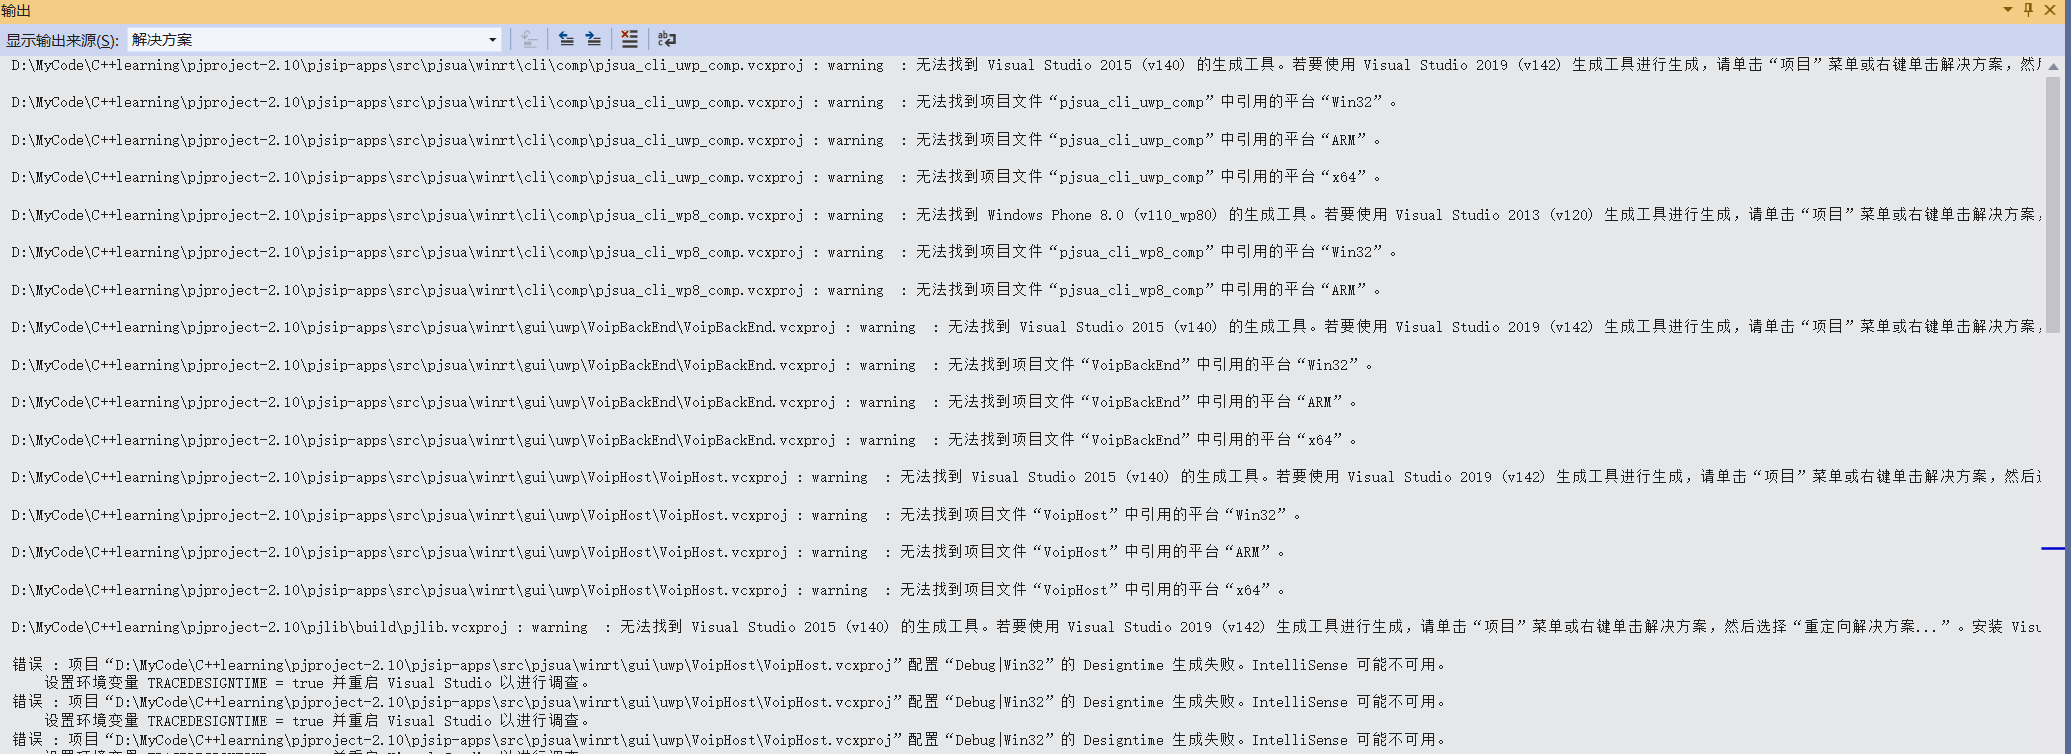 输出
显示输出来源(S): 解决方案
D:\MyCode\C++learning\pjproject-2.10\pjsip-apps\src\pjsua\winrt\cli\comp\pjsua_cli_uwp_comp.vcxproj : warning  : 无法找到 Visual Studio 2015 (v140) 的生成工具。若要使用 Visual Studio 2019 (v142) 生成工具进行生成，请单击“项目”菜单或右键单击解决方案，然
D:\MyCode\C++learning\pjproject-2.10\pjsip-apps\src\pjsua\winrt\cli\comp\pjsua_cli_uwp_comp.vcxproj : warning  : 无法找到项目文件“pjsua_cli_uwp_comp”中引用的平台“Win32”。
D:\MyCode\C++learning\pjproject-2.10\pjsip-apps\src\pjsua\winrt\cli\comp\pjsua_cli_uwp_comp.vcxproj : warning  : 无法找到项目文件“pjsua_cli_uwp_comp”中引用的平台“ARM”。
D:\MyCode\C++learning\pjproject-2.10\pjsip-apps\src\pjsua\winrt\cli\comp\pjsua_cli_uwp_comp.vcxproj : warning  : 无法找到项目文件“pjsua_cli_uwp_comp”中引用的平台“x64”。
D:\MyCode\C++learning\pjproject-2.10\pjsip-apps\src\pjsua\winrt\cli\comp\pjsua_cli_wp8_comp.vcxproj : warning  : 无法找到 Windows Phone 8.0 (v110_wp80) 的生成工具。若要使用 Visual Studio 2013 (v120) 生成工具进行生成，请单击“项目”菜单或右键单击解决方案，
D:\MyCode\C++learning\pjproject-2.10\pjsip-apps\src\pjsua\winrt\cli\comp\pjsua_cli_wp8_comp.vcxproj : warning  : 无法找到项目文件“pjsua_cli_wp8_comp”中引用的平台“Win32”。
D:\MyCode\C++learning\pjproject-2.10\pjsip-apps\src\pjsua\winrt\cli\comp\pjsua_cli_wp8_comp.vcxproj : warning  : 无法找到项目文件“pjsua_cli_wp8_comp”中引用的平台“ARM”。
D:\MyCode\C++learning\pjproject-2.10\pjsip-apps\src\pjsua\winrt\gui\uwp\VoipBackEnd\VoipBackEnd.vcxproj : warning  : 无法找到 Visual Studio 2015 (v140) 的生成工具。若要使用 Visual Studio 2019 (v142) 生成工具进行生成，请单击“项目”菜单或右键单击解决方案，
D:\MyCode\C++learning\pjproject-2.10\pjsip-apps\src\pjsua\winrt\gui\uwp\VoipBackEnd\VoipBackEnd.vcxproj : warning  : 无法找到项目文件“VoipBackEnd”中引用的平台“Win32”。
D:\MyCode\C++learning\pjproject-2.10\pjsip-apps\src\pjsua\winrt\gui\uwp\VoipBackEnd\VoipBackEnd.vcxproj : warning  : 无法找到项目文件“VoipBackEnd”中引用的平台“ARM”。
D:\MyCode\C++learning\pjproject-2.10\pjsip-apps\src\pjsua\winrt\gui\uwp\VoipBackEnd\VoipBackEnd.vcxproj : warning  : 无法找到项目文件“VoipBackEnd”中引用的平台“x64”。
D:\MyCode\C++learning\pjproject-2.10\pjsip-apps\src\pjsua\winrt\gui\uwp\VoipHost\VoipHost.vcxproj : warning  : 无法找到 Visual Studio 2015 (v140) 的生成工具。若要使用 Visual Studio 2019 (v142) 生成工具进行生成，请单击“项目”菜单或右键单击解决方案，然后
D:\MyCode\C++learning\pjproject-2.10\pjsip-apps\src\pjsua\winrt\gui\uwp\VoipHost\VoipHost.vcxproj : warning  : 无法找到项目文件“VoipHost”中引用的平台“Win32”。
D:\MyCode\C++learning\pjproject-2.10\pjsip-apps\src\pjsua\winrt\gui\uwp\VoipHost\VoipHost.vcxproj : warning  : 无法找到项目文件“VoipHost”中引用的平台“ARM”。
D:\MyCode\C++learning\pjproject-2.10\pjsip-apps\src\pjsua\winrt\gui\uwp\VoipHost\VoipHost.vcxproj : warning  : 无法找到项目文件“VoipHost”中引用的平台“x64”。
D:\MyCode\C++learning\pjproject-2.10\pjlib\build\pjlib.vcxproj : warning  : 无法找到 Visual Studio 2015 (v140) 的生成工具。若要使用 Visual Studio 2019 (v142) 生成工具进行生成，请单击“项目”菜单或右键单击解决方案，然后选择“重定向解决方案...”。安装 Visu
错误 : 项目“D:\MyCode\C++learning\pjproject-2.10\pjsip-apps\src\pjsua\winrt\gui\uwp\VoipHost\VoipHost.vcxproj”配置“Debug|Win32”的 Designtime 生成失败。IntelliSense 可能不可用。
设置环境变量 TRACEDESIGNTIME = true 并重启 Visual Studio 以进行调查。
错误 : 项目“D:\MyCode\C++learning\pjproject-2.10\pjsip-apps\src\pjsua\winrt\gui\uwp\VoipHost\VoipHost.vcxproj”配置“Debug|Win32”的 Designtime 生成失败。IntelliSense 可能不可用。
设置环境变量 TRACEDESIGNTIME = true 并重启 Visual Studio 以进行调查。
错误 : 项目“D:\MyCode\C++learning\pjproject-2.10\pjsip-apps\src\pjsua\winrt\gui\uwp\VoipHost\VoipHost.vcxproj”配置“Debug|Win32”的 Designtime 生成失败。IntelliSense 可能不可用。